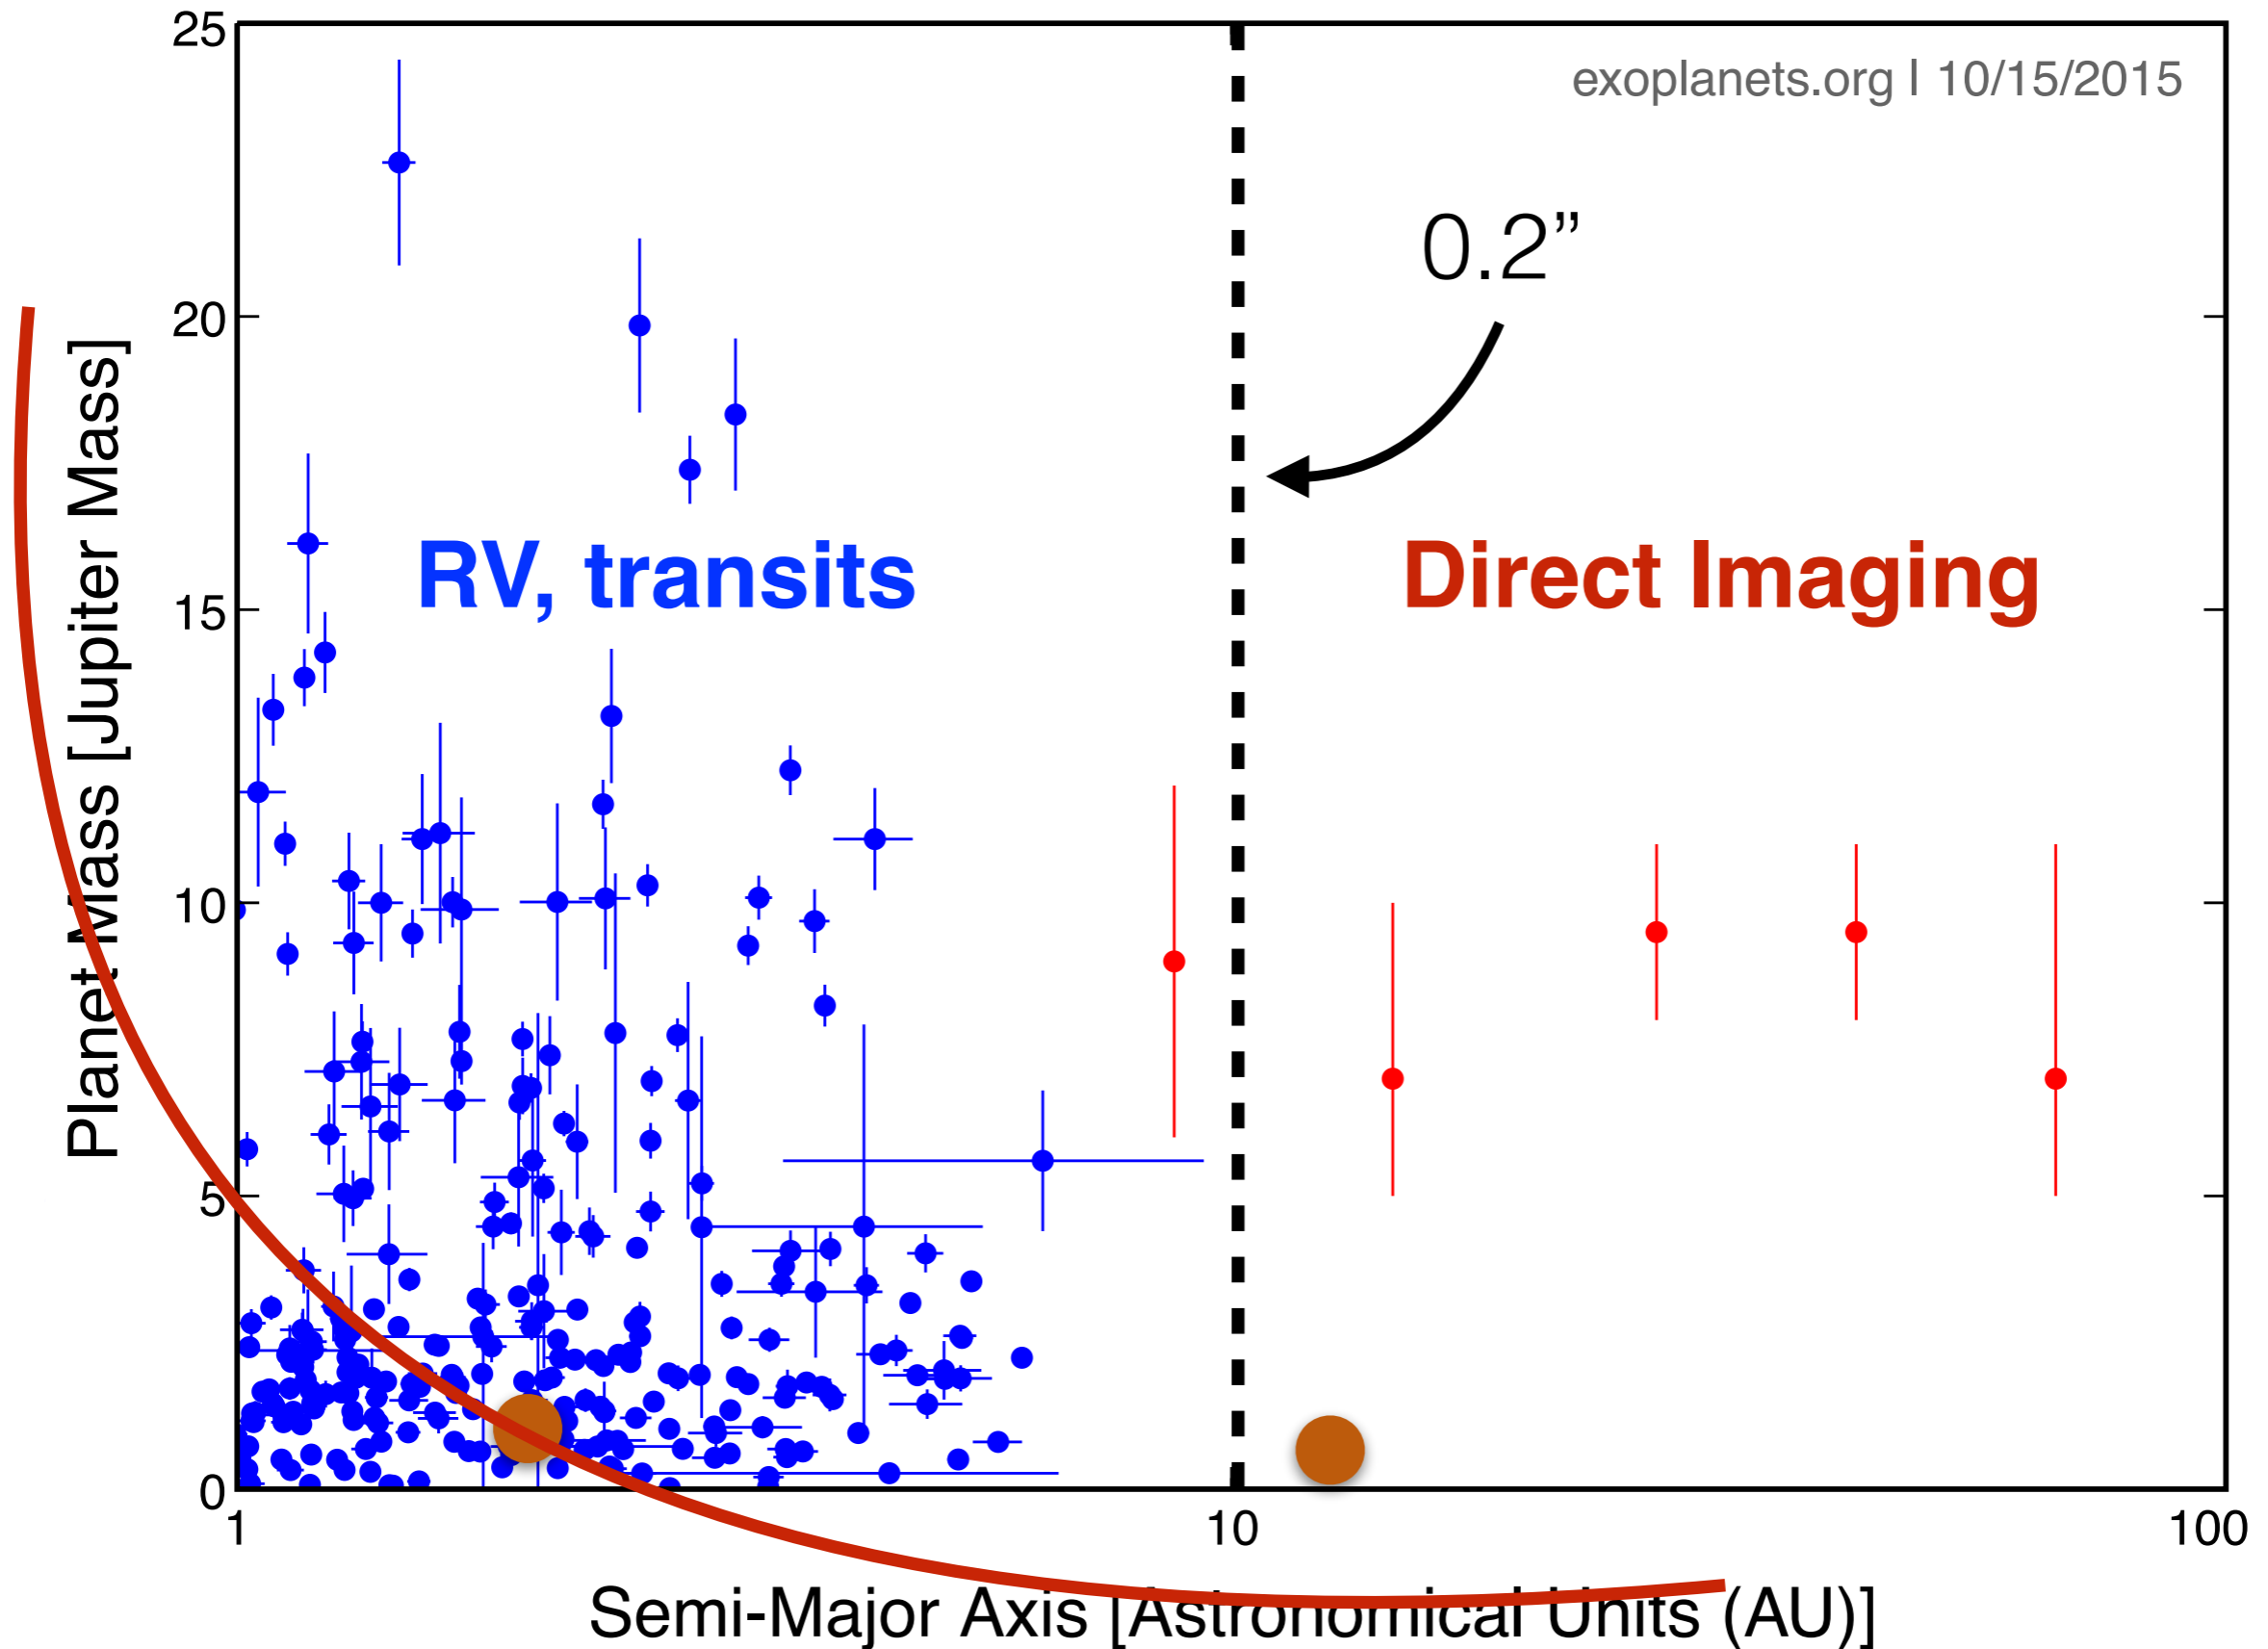 25
exoplanets.org | 10/15/2015
0.2”
20
RV, transits
Direct Imaging
15
Planet Mass [Jupiter Mass]
10
5
0
1
10
100
Semi-Major Axis [Astronomical Units (AU)]